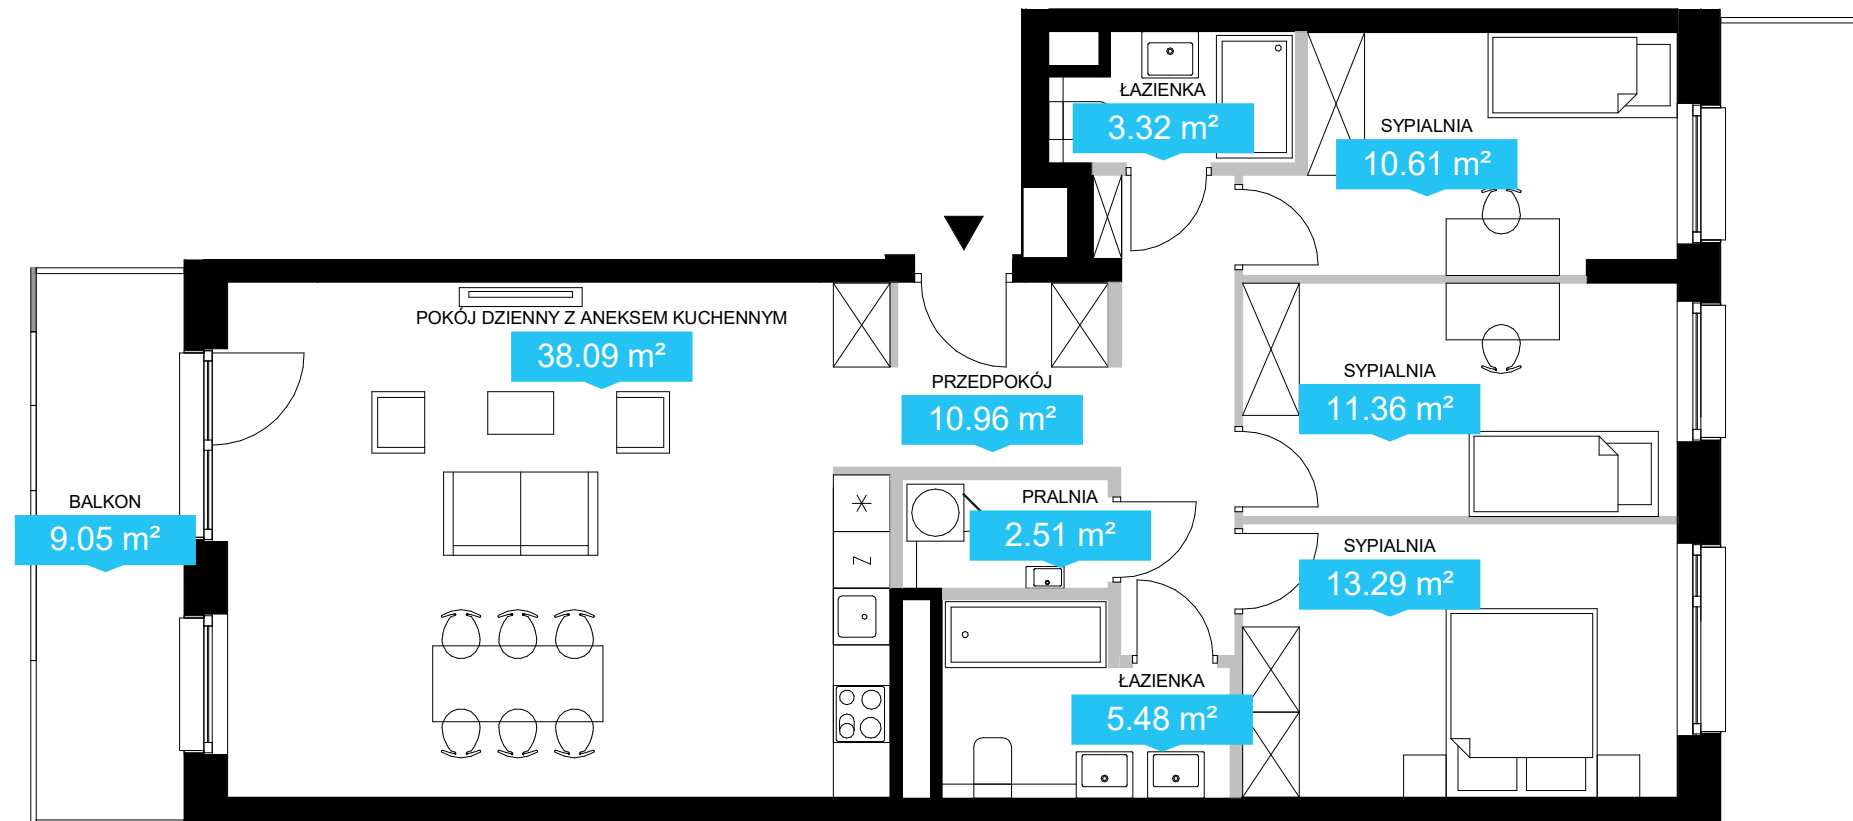 ŁAZIENKA
3.32 m²
SYPIALNIA
10.61 m²
POKÓJ DZIENNY Z ANEKSEM KUCHENNYM
38.09 m²
PRZEDPOKÓJ
10.96 m²
SYPIALNIA
11.36 m²
BALKON
9.05 m²
PRALNIA
2.51 m²
SYPIALNIA
13.29 m²
ŁAZIENKA
5.48 m²